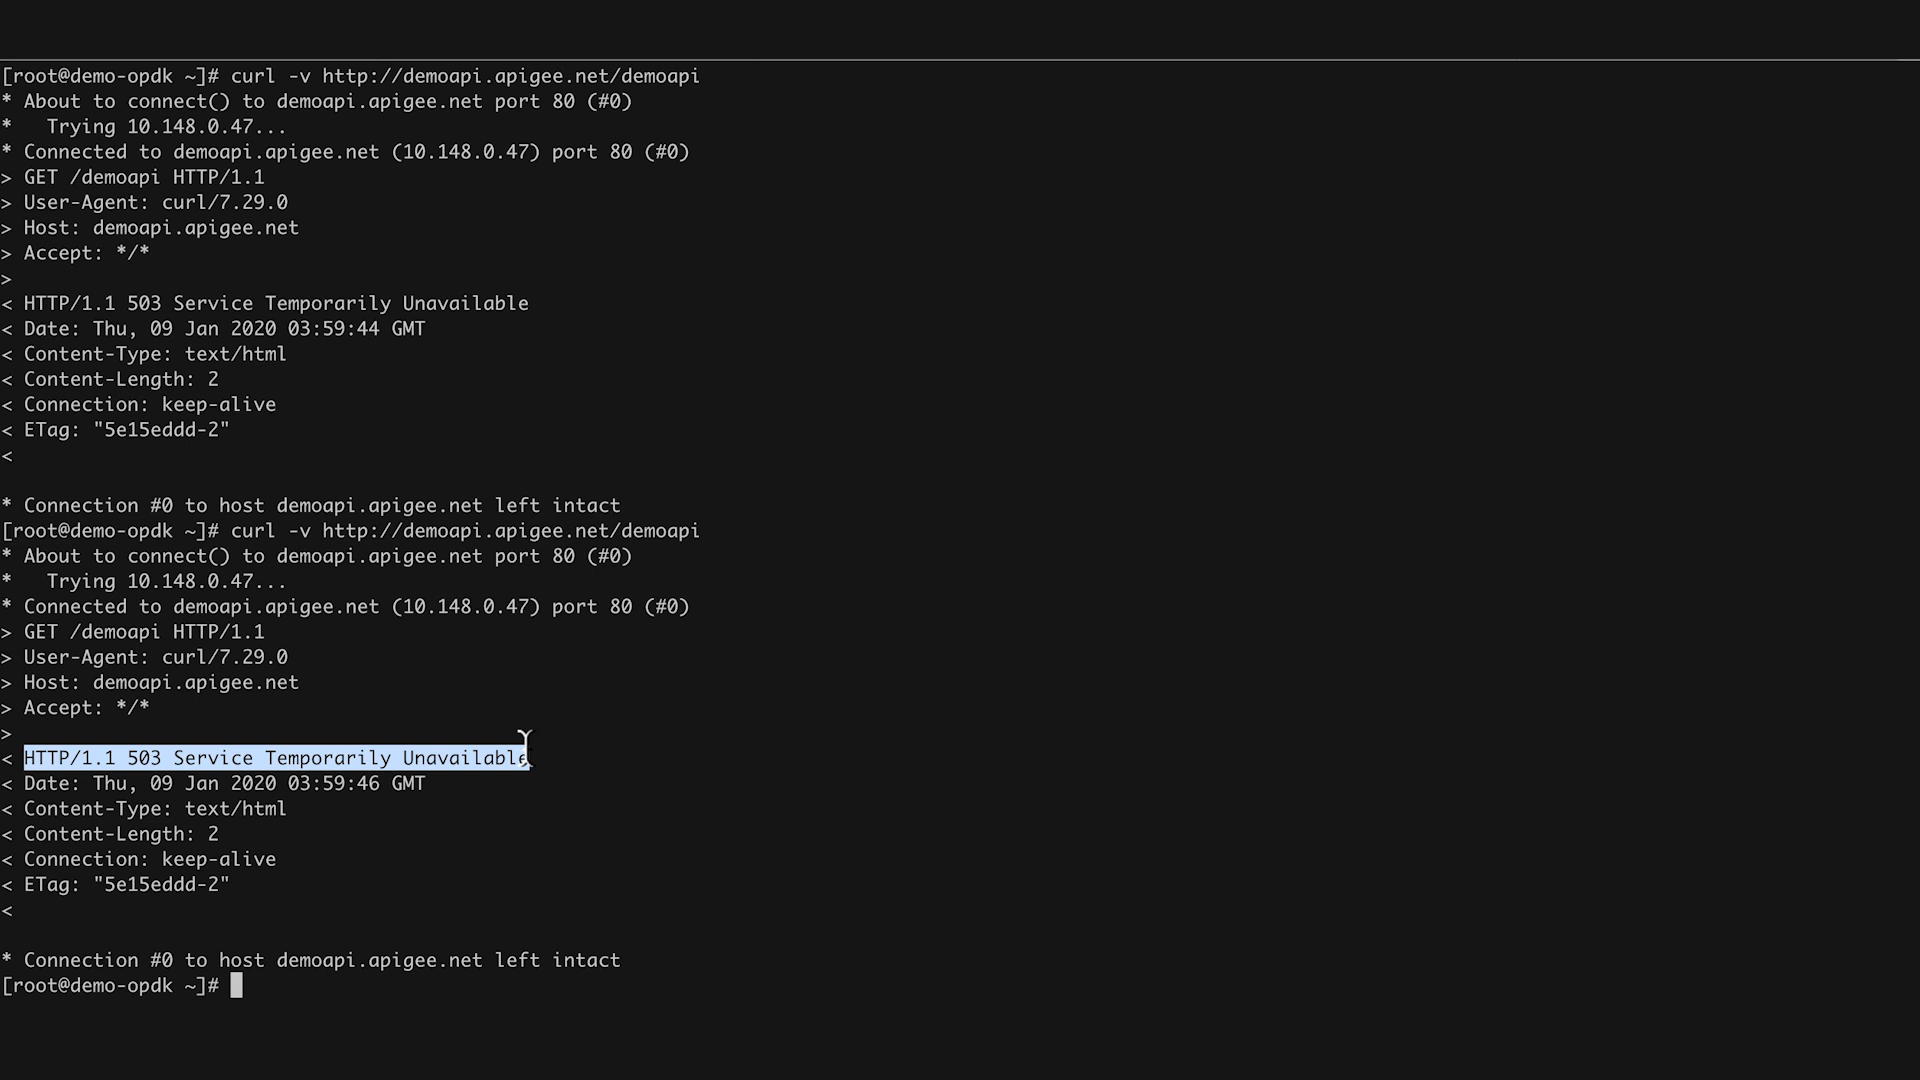 [root@demo-opdk ~]# curl -v http://demoapi.apigee.net/demoapi
* About to connect() to demoapi.apigee.net port 80 (#0)
*   Trying 10.148.0.47...
* Connected to demoapi.apigee.net (10.148.0.47) port 80 (#0)
> GET /demoapi HTTP/1.1
> User-Agent: curl/7.29.0
> Host: demoapi.apigee.net
> Accept: */*
>
< HTTP/1.1 503 Service Temporarily Unavailable
< Date: Thu, 09 Jan 2020 03:59:44 GMT
< Content-Type: text/html
< Content-Length: 2
< Connection: keep-alive
< ETag: "5e15eddd-2"
<
* Connection #0 to host demoapi.apigee.net left intact
[root@demo-opdk ~]# curl -v http://demoapi.apigee.net/demoapi
* About to connect() to demoapi.apigee.net port 80 (#0)
*   Trying 10.148.0.47...
* Connected to demoapi.apigee.net (10.148.0.47) port 80 (#0)
> GET /demoapi HTTP/1.1
> User-Agent: curl/7.29.0
> Host: demoapi.apigee.net
> Accept: */*
>
< HTTP/1.1 503 Service Temporarily Unavailable
< Date: Thu, 09 Jan 2020 03:59:46 GMT
< Content-Type: text/html
< Content-Length: 2
< Connection: keep-alive
< ETag: "5e15eddd-2"
<
* Connection #0 to host demoapi.apigee.net left intact
[root@demo-opdk ~]#